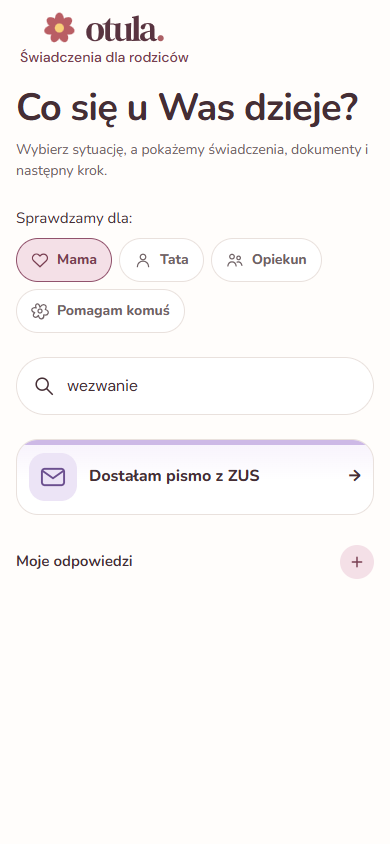 otula.
Świadczenia dla rodziców
Co się u Was dzieje?
Wybierz sytuację, a pokażemy świadczenia, dokumenty i
następny krok.
Sprawdzamy dla:
Mama
Tata
Opiekun
Pomagam komuś
wezwanie
Dostałam pismo z ZUS
Moje odpowiedzi